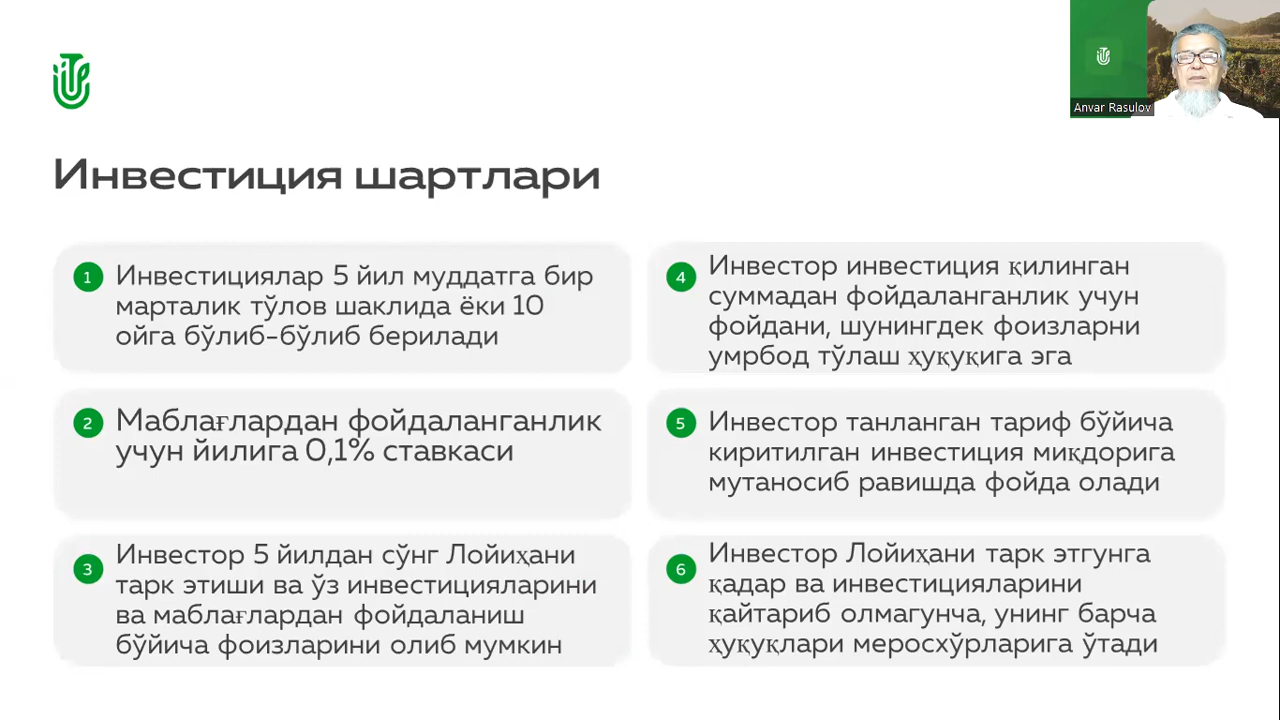 Anvar Rasulov
Инвестиция шартлари
1
Инвестициялар 5 йил муддатга бир
марталик тўлов шаклида ёки 10
ойга бўлиб-бўлиб берилади
2
Маблағлардан фойдаланганлик
учун йилига 0,1% ставкаси
3
Инвестор 5 йилдан сўнг Лойиҳани
тарк этиши ва ўз инвестицияларини
ва маблағлардан фойдаланиш
бўйича фоизларини олиб мумкин
4
Инвестор инвестиция қилинган
суммадан фойдаланганлик учун
фойдани, шунингдек фоизларни
умрбод тўлаш ҳуқуқига эга
5
Инвестор танланган тариф бўйича
киритилган инвестиция миқдорига
мутаносиб равишда фойда олади
6
Инвестор Лойиҳани тарк этгунга
қадар ва инвестицияларини
қайтариб олмагунча, унинг барча
ҳуқуқлари меросхўрларига ўтади